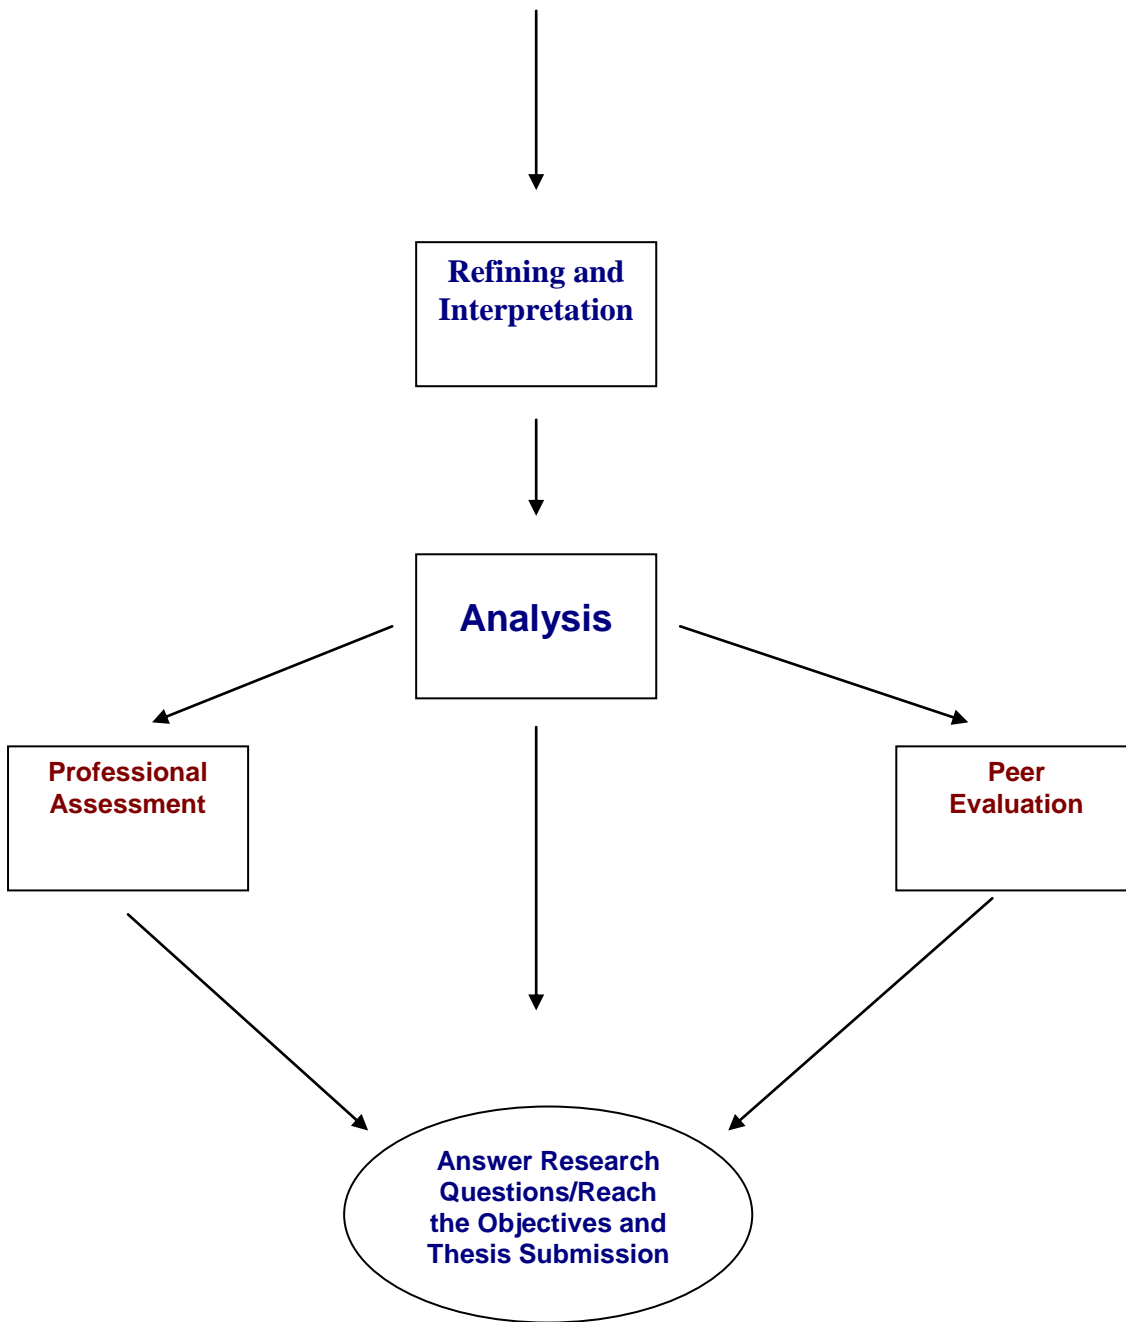 Refining and
Interpretation
Analysis
Professional
Assessment
Peer
Evaluation
Answer Research
Questions/Reach
the Objectives and
Thesis Submission